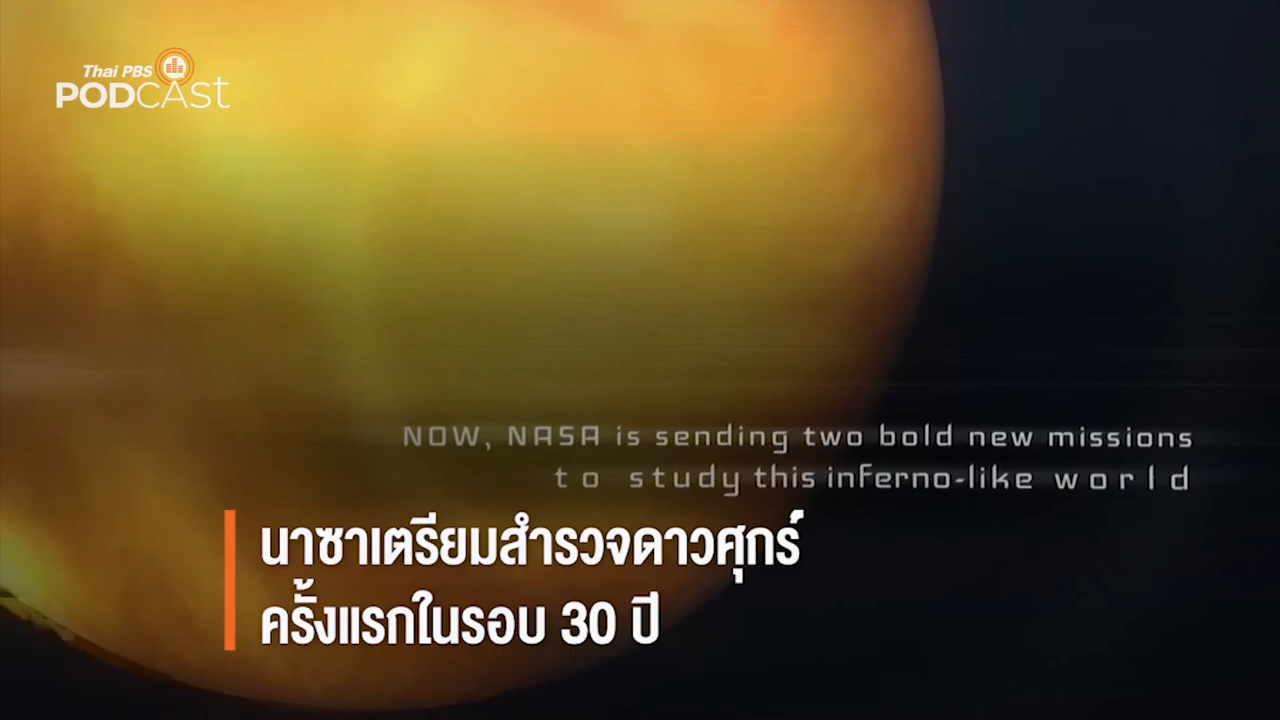 Thai PBS
PODCAST
NOW, NASA is sending two bold new missions
to study this inferno-like world
นาซาเตรียมสำรวจดาวศุกร์
ครั้งแรกในรอบ 30 ปี